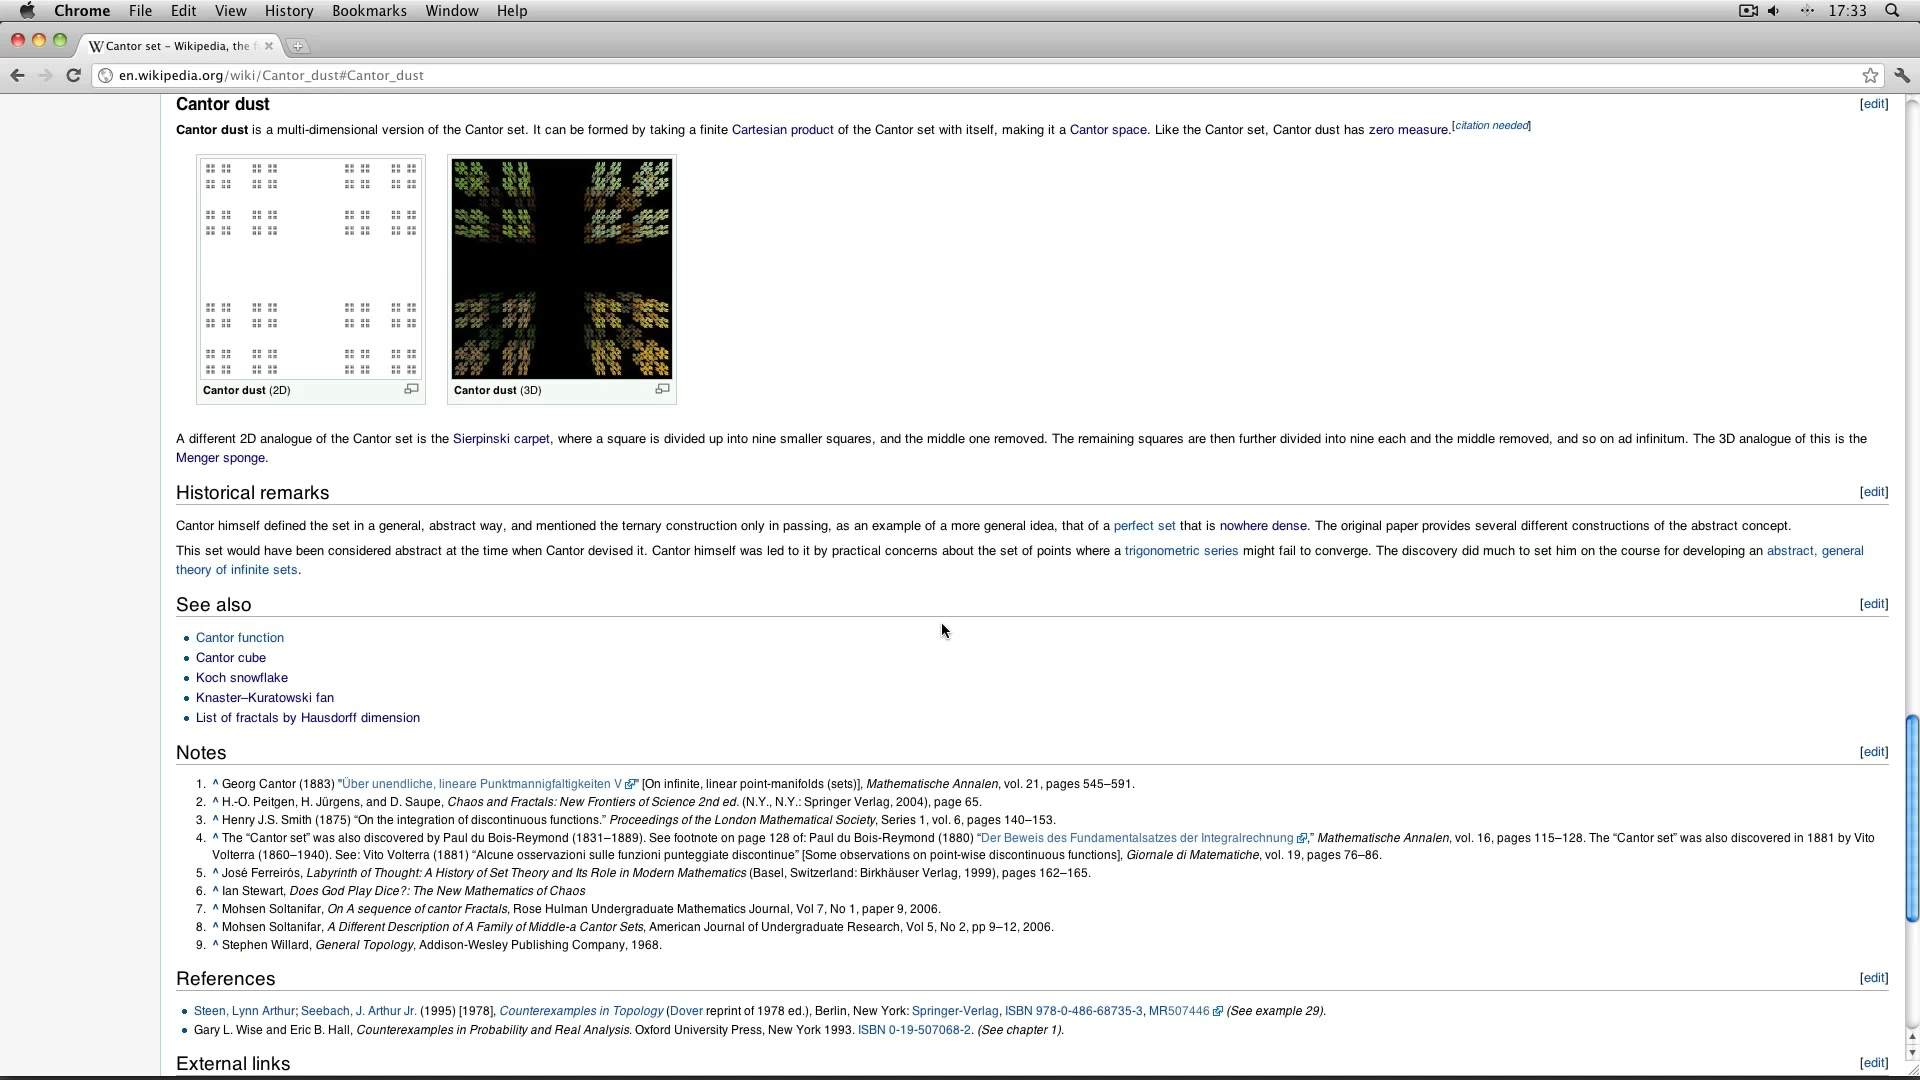 Chrome File Edit View History Bookmarks Window Help 17:33
Cantor set – Wikipedia, the f
en.wikipedia.org/wiki/Cantor_dust#Cantor_dust
Cantor dust [edit]
Cantor dust is a multi-dimensional version of the Cantor set. It can be formed by taking a finite Cartesian product of the Cantor set with itself, making it a Cantor space. Like the Cantor set, Cantor dust has zero measure.[citation needed]
Cantor dust (2D)
Cantor dust (3D)
A different 2D analogue of the Cantor set is the Sierpinski carpet, where a square is divided up into nine smaller squares, and the middle one removed. The remaining squares are then further divided into nine each and the middle removed, and so on ad infinitum. The 3D analogue of this is the
Menger sponge.
Historical remarks [edit]
Cantor himself defined the set in a general, abstract way, and mentioned the ternary construction only in passing, as an example of a more general idea, that of a perfect set that is nowhere dense. The original paper provides several different constructions of the abstract concept.
This set would have been considered abstract at the time when Cantor devised it. Cantor himself was led to it by practical concerns about the set of points where a trigonometric series might fail to converge. The discovery did much to set him on the course for developing an abstract, general
theory of infinite sets.
See also [edit]
• Cantor function
• Cantor cube
• Koch snowflake
• Knaster–Kuratowski fan
• List of fractals by Hausdorff dimension
Notes [edit]
1. ^ Georg Cantor (1883) "Über unendliche, lineare Punktmannigfaltigkeiten V" [On infinite, linear point-manifolds (sets)], Mathematische Annalen, vol. 21, pages 545–591.
2. ^ H.-O. Peitgen, H. Jürgens, and D. Saupe, Chaos and Fractals: New Frontiers of Science 2nd ed. (N.Y., N.Y.: Springer Verlag, 2004), page 65.
3. ^ Henry J.S. Smith (1875) “On the integration of discontinuous functions.” Proceedings of the London Mathematical Society, Series 1, vol. 6, pages 140–153.
4. ^ The “Cantor set” was also discovered by Paul du Bois-Reymond (1831–1889). See footnote on page 128 of: Paul du Bois-Reymond (1880) “Der Beweis des Fundamentalsatzes der Integralrechnung,” Mathematische Annalen, vol. 16, pages 115–128. The “Cantor set” was also discovered in 1881 by Vito
Volterra (1860–1940). See: Vito Volterra (1881) “Alcune osservazioni sulle funzioni punteggiate discontinue” [Some observations on point-wise discontinuous functions], Giornale di Matematiche, vol. 19, pages 76–86.
5. ^ José Ferreirós, Labyrinth of Thought: A History of Set Theory and Its Role in Modern Mathematics (Basel, Switzerland: Birkhäuser Verlag, 1999), pages 162–165.
6. ^ Ian Stewart, Does God Play Dice?: The New Mathematics of Chaos
7. ^ Mohsen Soltanifar, On A sequence of cantor Fractals, Rose Hulman Undergraduate Mathematics Journal, Vol 7, No 1, paper 9, 2006.
8. ^ Mohsen Soltanifar, A Different Description of A Family of Middle-a Cantor Sets, American Journal of Undergraduate Research, Vol 5, No 2, pp 9–12, 2006.
9. ^ Stephen Willard, General Topology, Addison-Wesley Publishing Company, 1968.
References [edit]
• Steen, Lynn Arthur; Seebach, J. Arthur Jr. (1995) [1978], Counterexamples in Topology (Dover reprint of 1978 ed.), Berlin, New York: Springer-Verlag, ISBN 978-0-486-68735-3, MR507446 (See example 29).
• Gary L. Wise and Eric B. Hall, Counterexamples in Probability and Real Analysis. Oxford University Press, New York 1993. ISBN 0-19-507068-2. (See chapter 1).
External links [edit]